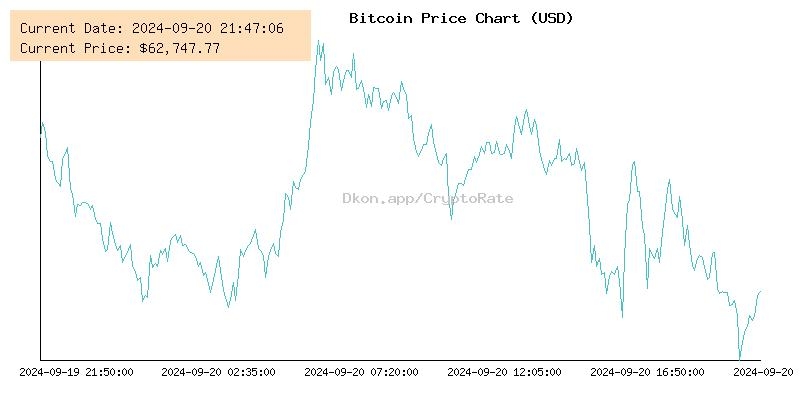 Bitcoin Price Chart (USD)
Current Date: 2024-09-20 21:47:06
Current Price: $62,747.77
Dkon.app/CryptoRate
2024-09-19 21:50:00 2024-09-20 02:35:00 2024-09-20 07:20:00 2024-09-20 12:05:00 2024-09-20 16:50:00 2024-09-20